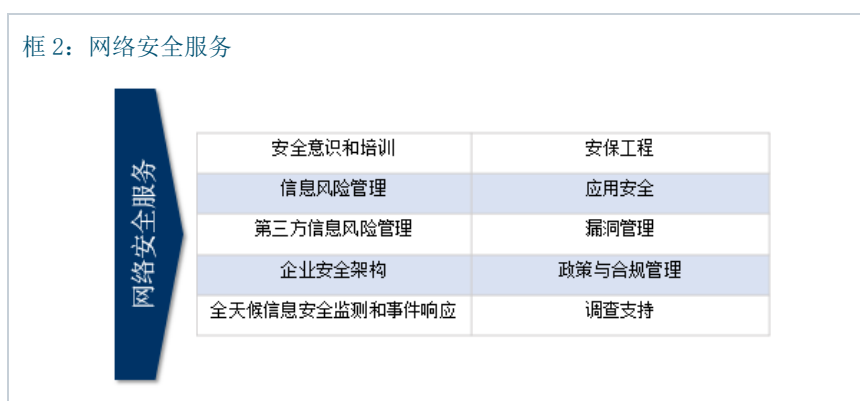 框 2：网络安全服务
网络安全服务
安全意识和培训 安保工程
信息风险管理 应用安全
第三方信息风险管理 漏洞管理
企业安全架构 政策与合规管理
全天候信息安全监测和事件响应 调查支持